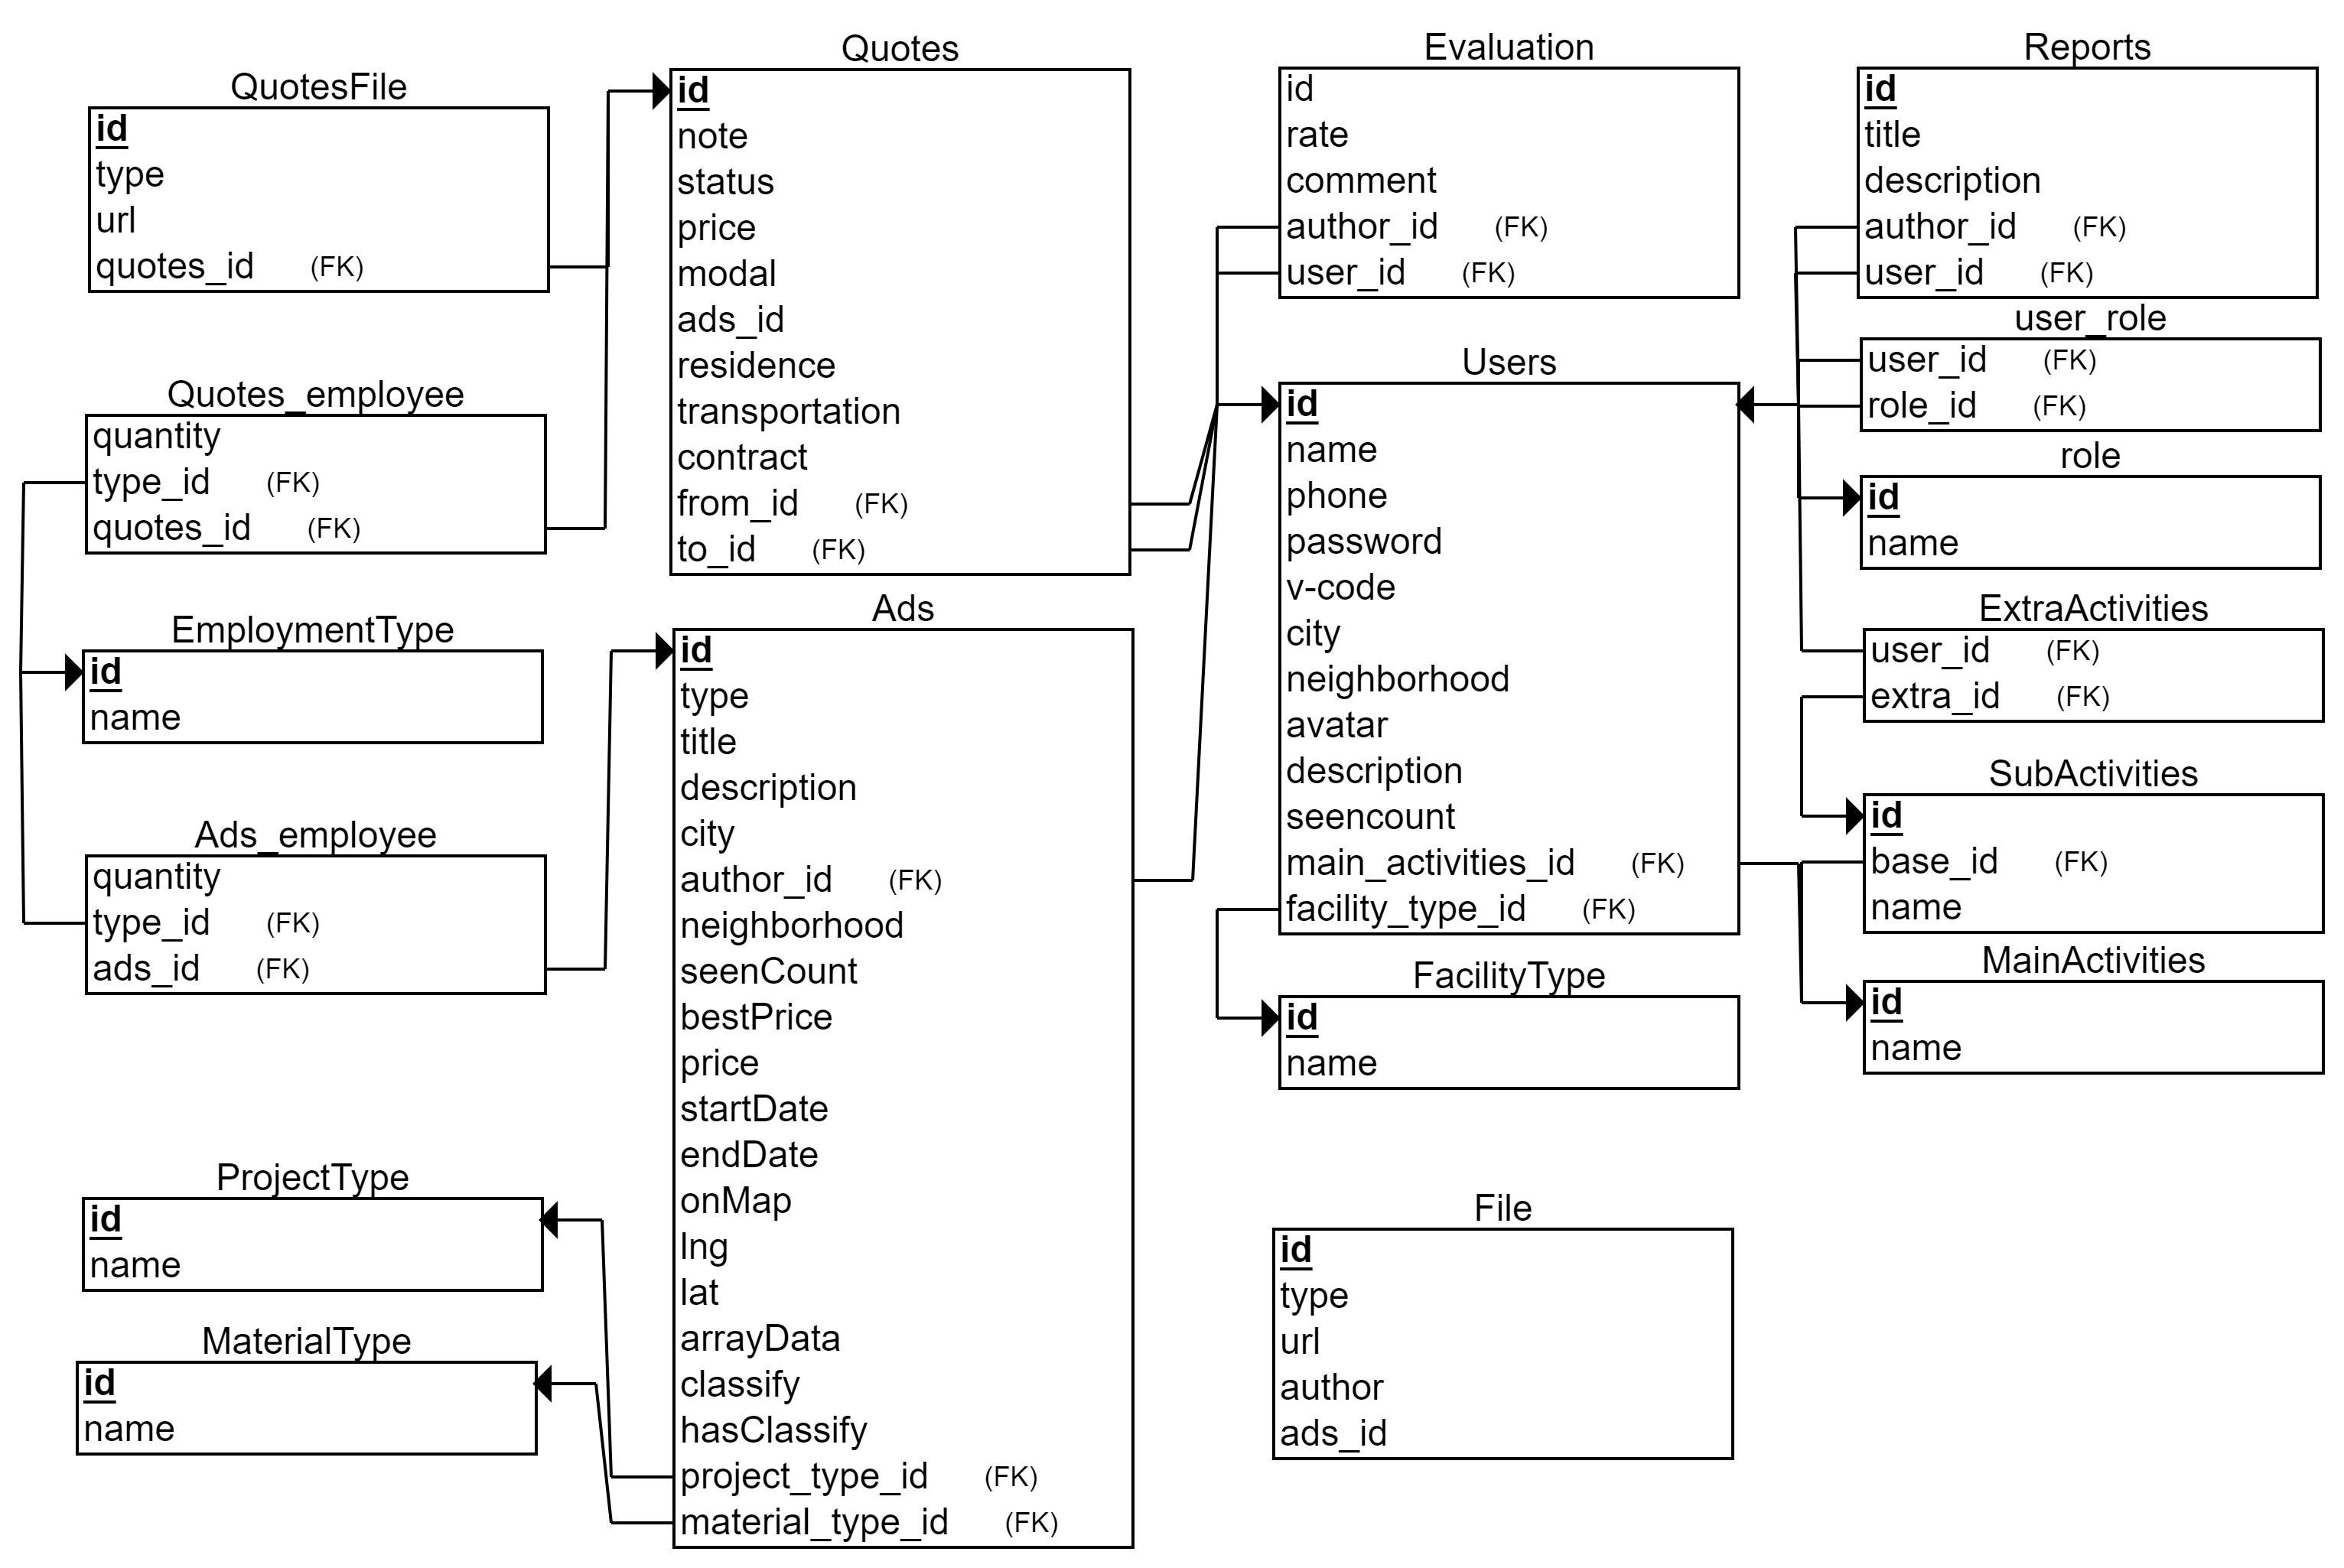 QuotesFile
id
type
url
quotes_id (FK)
Quotes_employee
quantity
type_id (FK)
quotes_id (FK)
EmploymentType
id
name
Ads_employee
quantity
type_id (FK)
ads_id (FK)
ProjectType
id
name
MaterialType
id
name
Quotes
id
note
status
price
modal
ads_id
residence
transportation
contract
from_id (FK)
to_id (FK)
Ads
id
type
title
description
city
author_id (FK)
neighborhood
seenCount
bestPrice
price
startDate
endDate
onMap
lng
lat
arrayData
classify
hasClassify
project_type_id (FK)
material_type_id (FK)
Evaluation
id
rate
comment
author_id (FK)
user_id (FK)
Users
id
name
phone
password
v-code
city
neighborhood
avatar
description
seencount
main_activities_id (FK)
facility_type_id (FK)
FacilityType
id
name
File
id
type
url
author
ads_id
Reports
id
title
description
author_id (FK)
user_id (FK)
user_role
user_id (FK)
role_id (FK)
role
id
name
ExtraActivities
user_id (FK)
extra_id (FK)
SubActivities
id
base_id (FK)
name
MainActivities
id
name